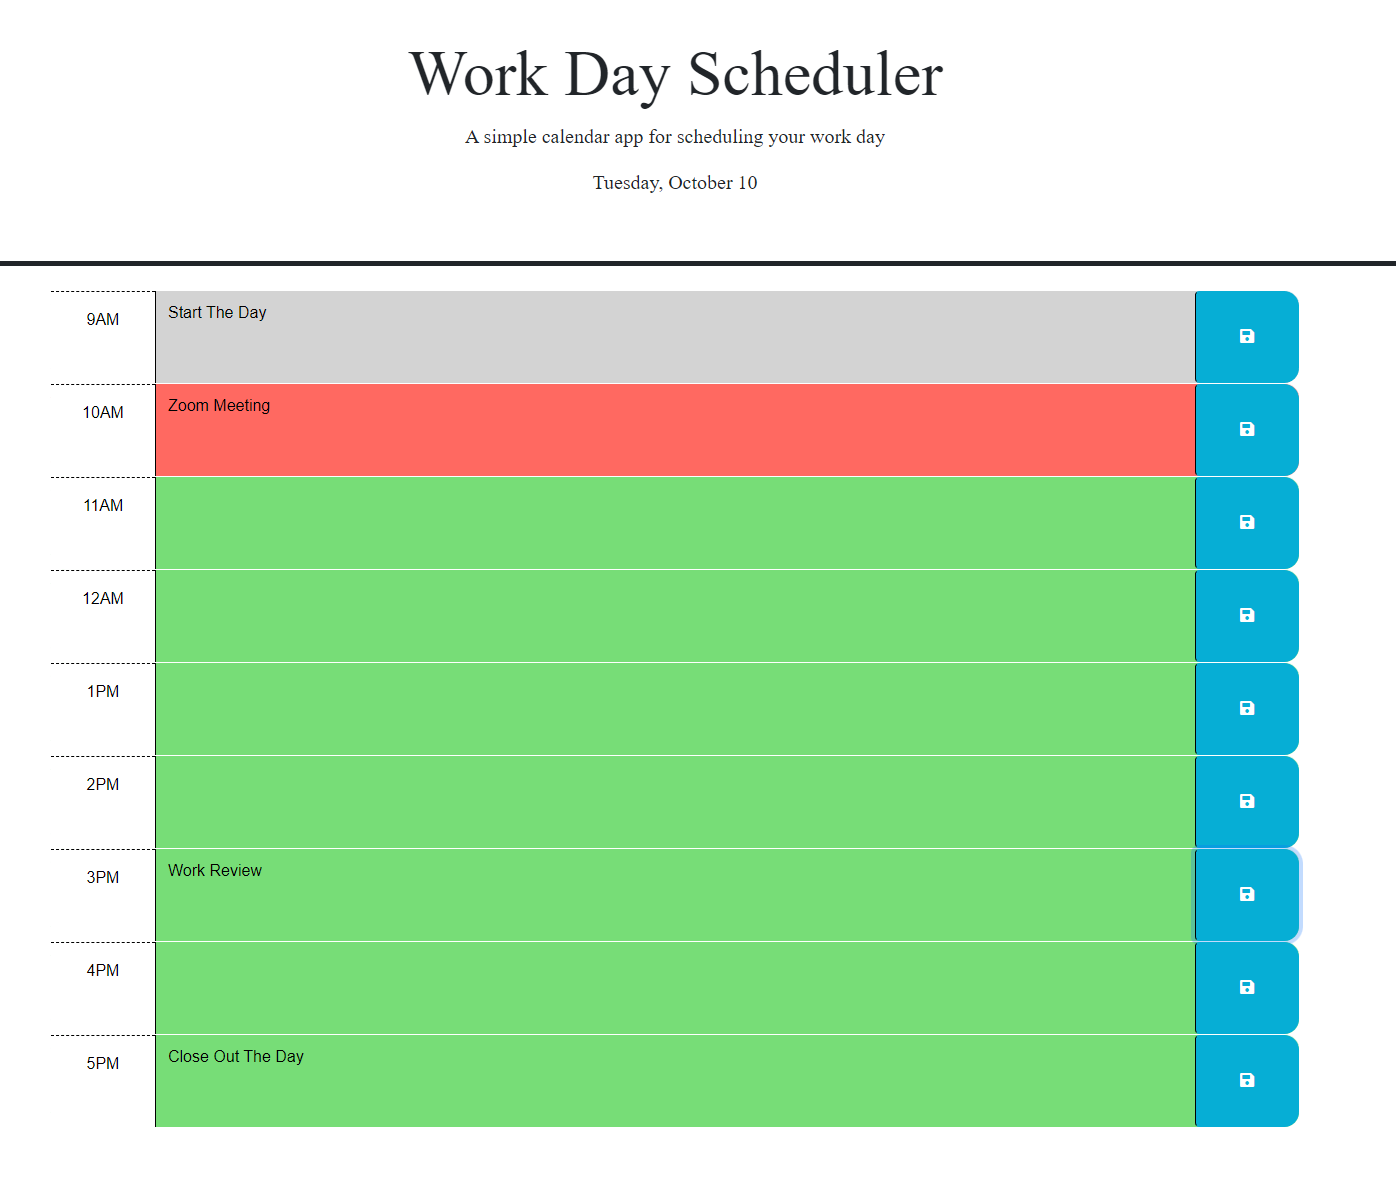 Work Day Scheduler
A simple calendar app for scheduling your work day
Tuesday, October 10
9AM
Start The Day
10AM
Zoom Meeting
11AM
12AM
1PM
2PM
3PM
Work Review
4PM
5PM
Close Out The Day